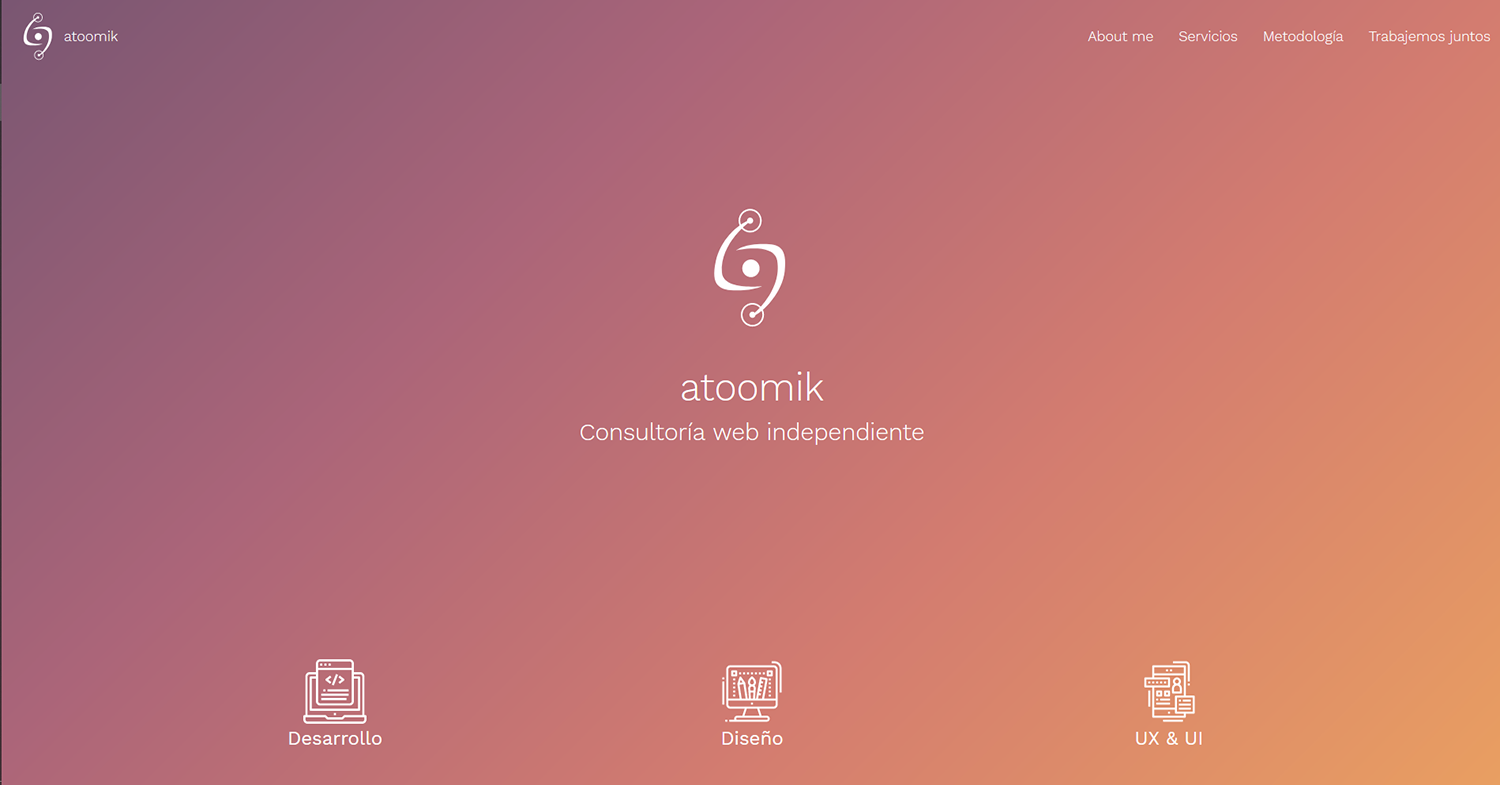 atoomik
About me Servicios Metodología Trabajemos juntos
atoomik
Consultoría web independiente
Desarrollo
Diseño
UX & UI